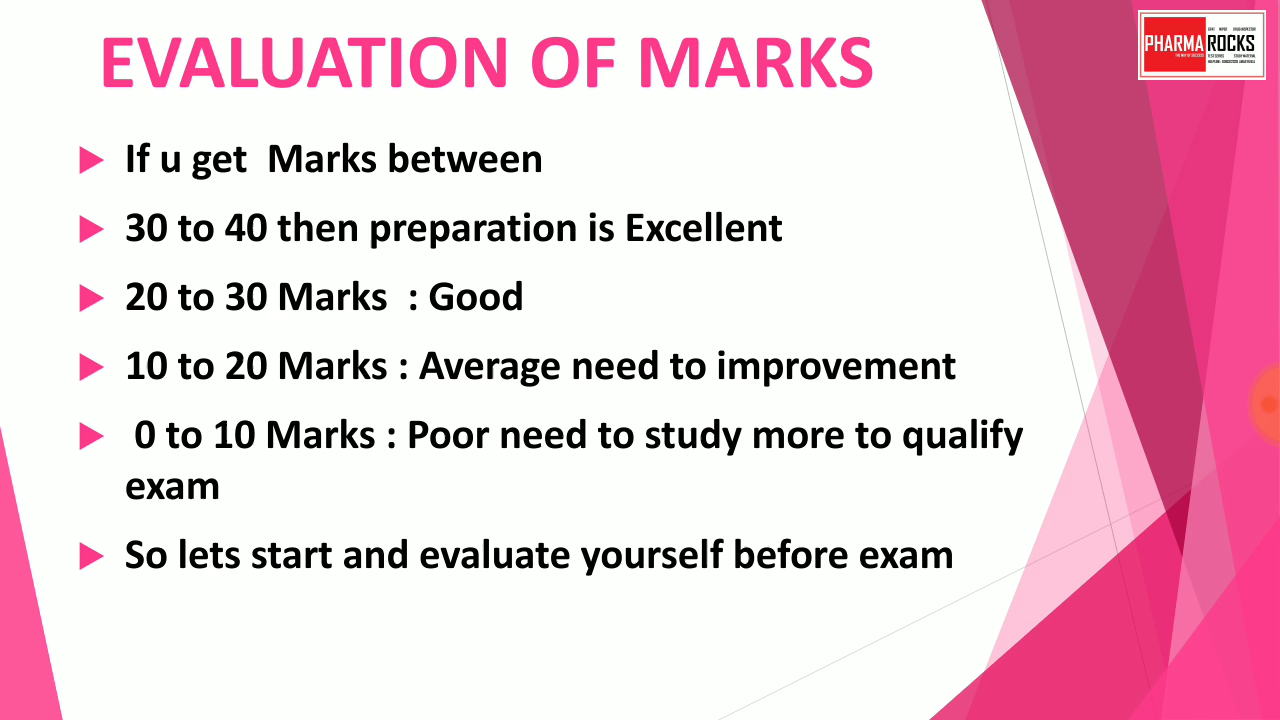 EVALUATION OF MARKS
PHARMA ROCKS
If u get  Marks between
30 to 40 then preparation is Excellent
20 to 30 Marks  : Good
10 to 20 Marks : Average need to improvement
0 to 10 Marks : Poor need to study more to qualify
exam
So lets start and evaluate yourself before exam